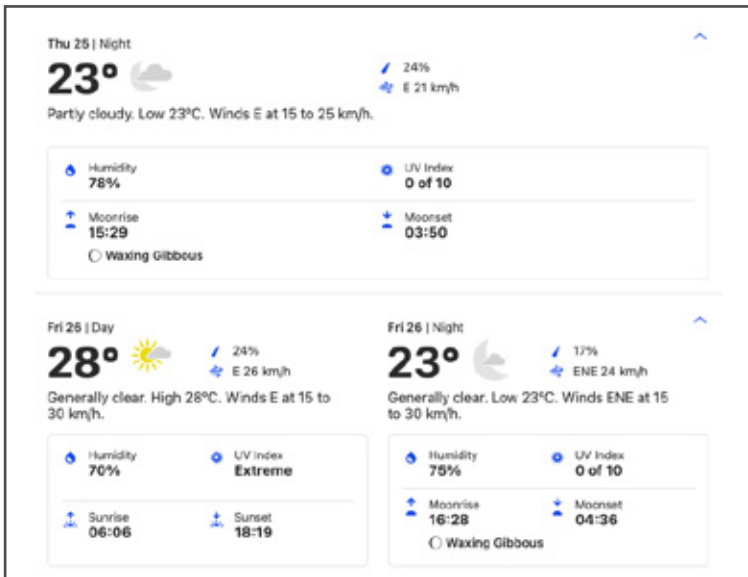 Thu 25 | Night
23°
24%
E 21 km/h
Partly cloudy. Low 23°C. Winds E at 15 to 25 km/h.
Humidity
78%
UV Index
0 of 10
Moonrise
15:29
Waxing Gibbous
Moonset
03:50
Fri 26 | Day
28°
24%
E 26 km/h
Generally clear. High 28°C. Winds E at 15 to
30 km/h.
Humidity
70%
UV Index
Extreme
Sunrise
06:06
Sunset
18:19
Fri 26 | Night
23°
17%
ENE 24 km/h
Generally clear. Low 23°C. Winds ENE at 15
to 30 km/h.
Humidity
75%
UV Index
0 of 10
Moonrise
16:28
Waxing Gibbous
Moonset
04:36